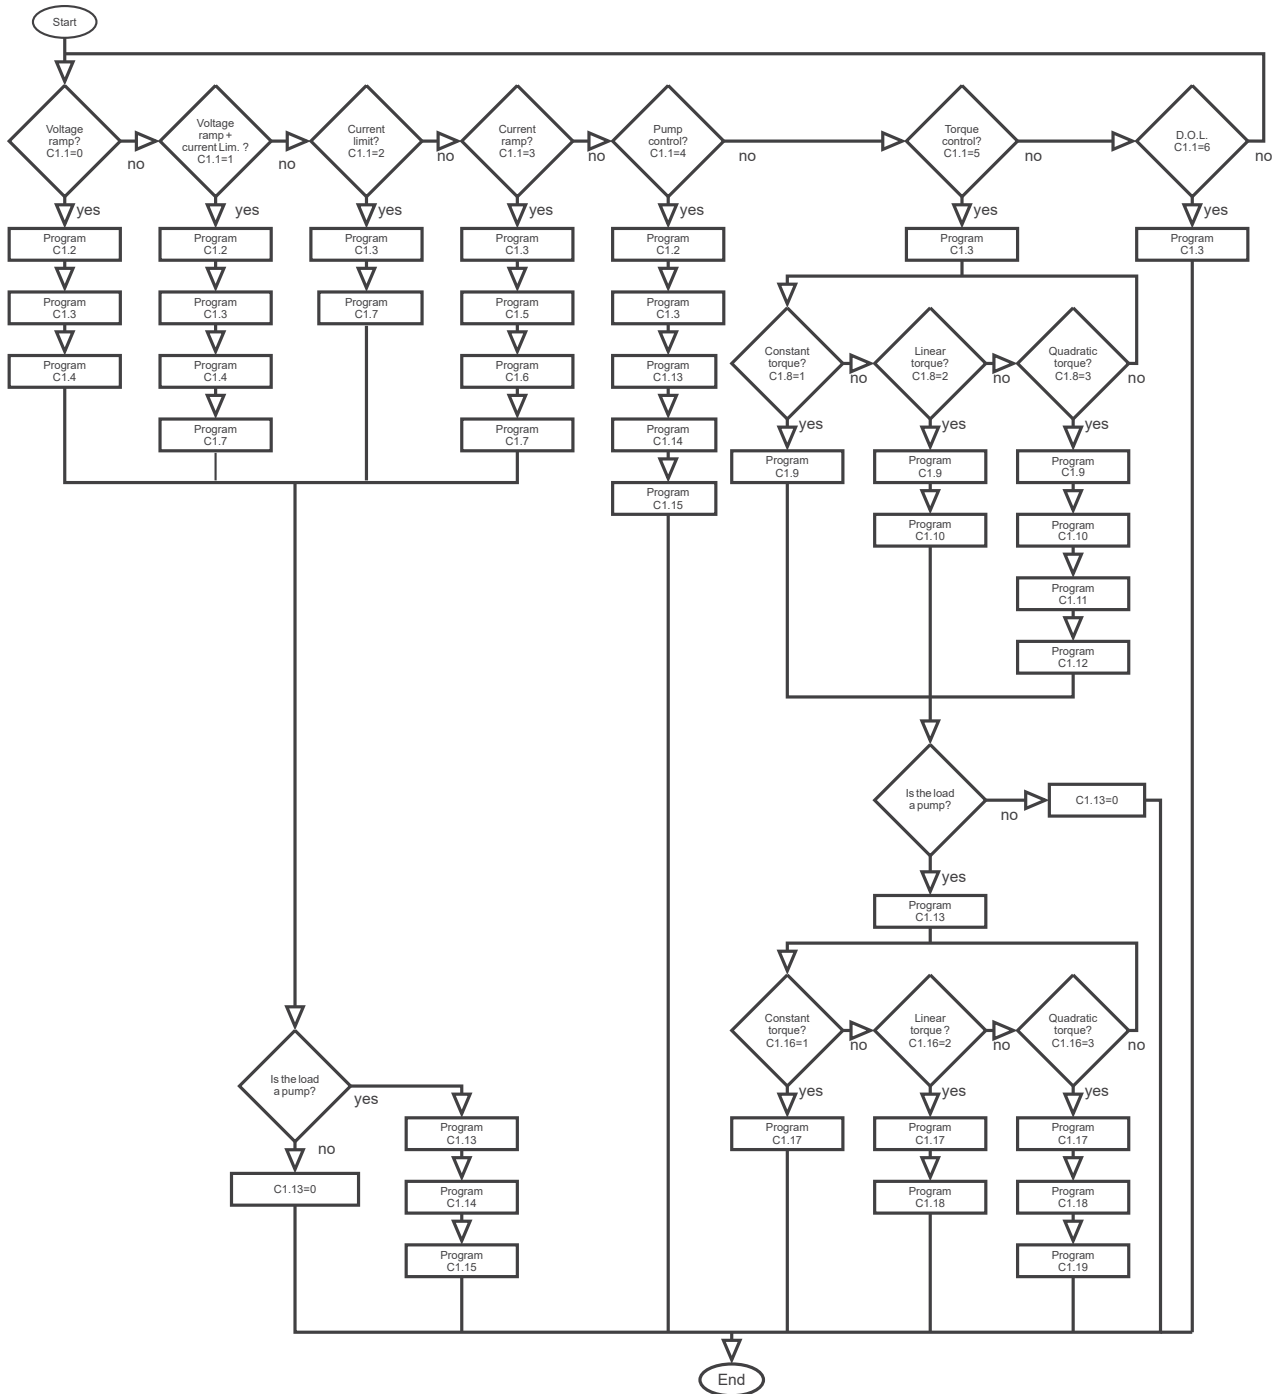 Start
Voltage
ramp?
C1.1=0
no
Voltage
ramp +
current Lim. ?
C1.1=1
no
Current
limit?
C1.1=2
no
Current
ramp?
C1.1=3
no
Pump
control?
C1.1=4
no
Torque
control?
C1.1=5
no
D.O.L.
C1.1=6
no
yes
yes
yes
yes
yes
yes
yes
Program
C1.2
Program
C1.2
Program
C1.3
Program
C1.3
Program
C1.2
Program
C1.3
Program
C1.3
Program
C1.3
Program
C1.3
Program
C1.7
Program
C1.5
Program
C1.3
Program
C1.4
Program
C1.4
Program
C1.6
Program
C1.13
Constant
torque?
C1.8=1
no
Linear
torque?
C1.8=2
no
Quadratic
torque?
C1.8=3
no
Program
C1.7
Program
C1.7
Program
C1.14
yes
yes
yes
Program
C1.9
Program
C1.9
Program
C1.9
Program
C1.15
Program
C1.10
Program
C1.10
Program
C1.11
Program
C1.12
Is the load
a pump?
no
C1.13=0
yes
Program
C1.13
Constant
torque?
C1.16=1
no
Linear
torque ?
C1.16=2
no
Quadratic
torque?
C1.16=3
no
Is the load
a pump?
yes
yes
yes
yes
Program
C1.13
Program
C1.17
Program
C1.17
Program
C1.17
no
C1.13=0
Program
C1.14
Program
C1.18
Program
C1.18
Program
C1.15
Program
C1.19
End